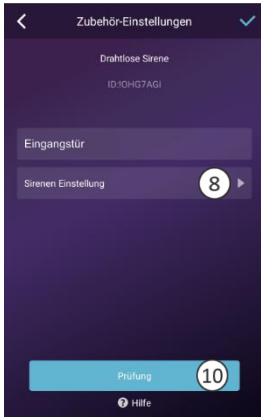 Zubehör-Einstellungen
Drahtlose Sirene
ID:IOHG7AGI
Eingangstür
Sirenen Einstellung 8
Prüfung 10
Hilfe